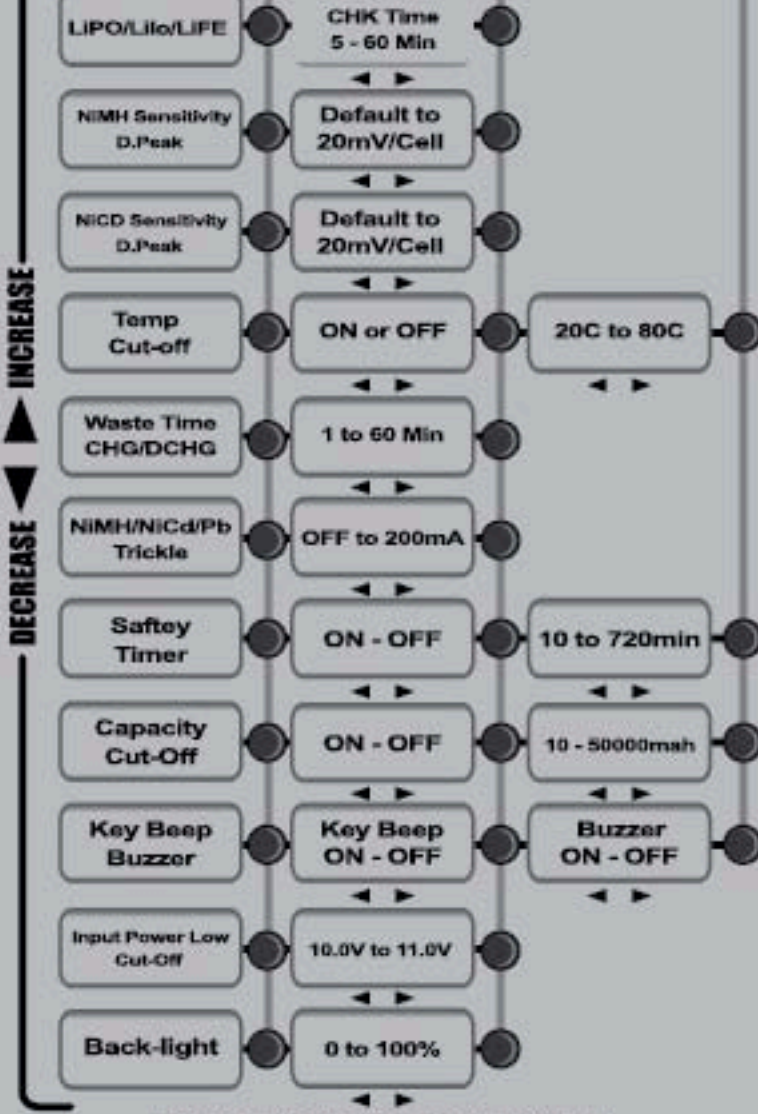 LiPO/LiIo/LiFE
CHK Time
5 - 60 Min
NiMH Sensitivity
D.Peak
Default to
20mV/Cell
NiCD Sensitivity
D.Peak
Default to
20mV/Cell
INCREASE
DECREASE
Temp
Cut-off
ON or OFF
20C to 80C
Waste Time
CHG/DCHG
1 to 60 Min
NiMH/NiCd/Pb
Trickle
OFF to 200mA
Saftey
Timer
ON - OFF
10 to 720min
Capacity
Cut-Off
ON - OFF
10 - 50000mah
Key Beep
Buzzer
Key Beep
ON - OFF
Buzzer
ON - OFF
Input Power Low
Cut-Off
10.0V to 11.0V
Back-light
0 to 100%